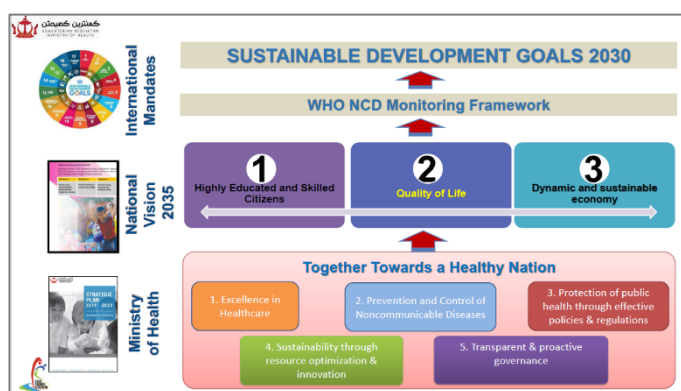 كمنترين كصيحتن
KEMENTERIAN KESIHATAN
MINISTRY OF HEALTH
International
Mandates
SUSTAINABLE DEVELOPMENT GOALS 2030
WHO NCD Monitoring Framework
National
Vision
2035
1
Highly Educated and Skilled
Citizens
2
Quality of Life
3
Dynamic and sustainable
economy
Ministry
of Health
STRATEGIC
PLAN
Together Towards a Healthy Nation
1. Excellence in
Healthcare
2. Prevention and Control of
Noncommunicable Diseases
3. Protection of public
health through effective
policies & regulations
4. Sustainability through
resource optimization &
innovation
5. Transparent & proactive
governance